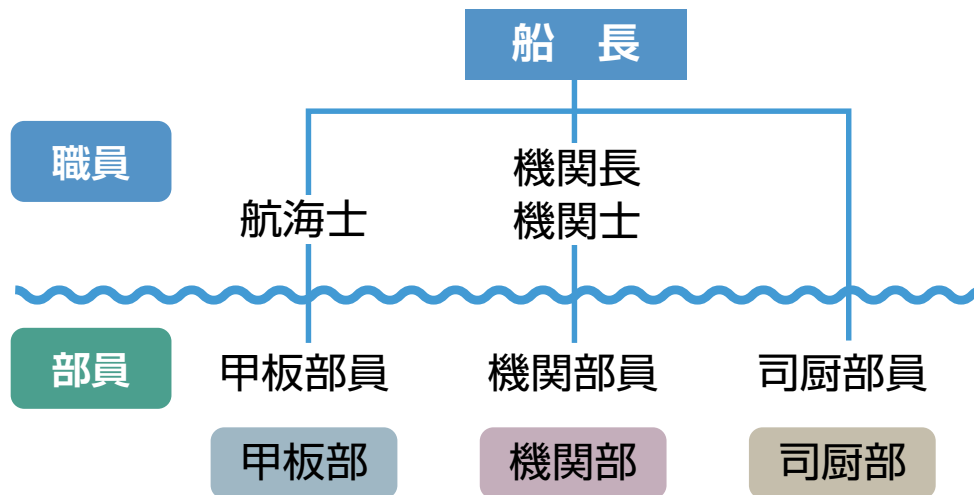 船 長
職員
機関長
航海士
機関士
部員
甲板部員
機関部員
司厨部員
甲板部
機関部
司厨部